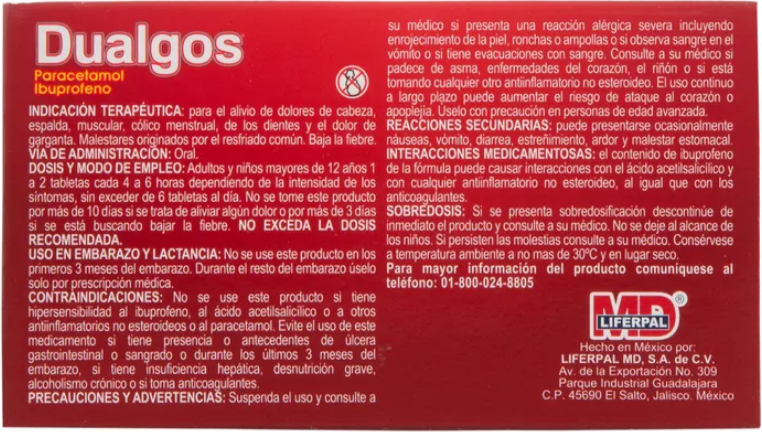 Dualgos
Paracetamol
Ibuprofeno
INDICACIÓN TERAPÉUTICA: para el alivio de dolores de cabeza,
espalda, muscular, cólico menstrual, de los dientes y el dolor de
garganta. Malestares originados por el resfriado común. Baja la fiebre.
VÍA DE ADMINISTRACIÓN: Oral.
DOSIS Y MODO DE EMPLEO: Adultos y niños mayores de 12 años 1
a 2 tabletas cada 4 a 6 horas dependiendo de la intensidad de los
síntomas, sin exceder de 6 tabletas al día. No se tome este producto
por más de 10 días si se trata de aliviar algún dolor o por más de 3 días
si se está buscando bajar la fiebre. NO EXCEDA LA DOSIS
RECOMENDADA.
USO EN EMBARAZO Y LACTANCIA: No se use este producto en los
primeros 3 meses del embarazo. Durante el resto del embarazo úselo
solo por prescripción médica.
CONTRAINDICACIONES: No se use este producto si tiene
hipersensibilidad al ibuprofeno, al ácido acetilsalicílico o a otros
antiinflamatorios no esteroideos o al paracetamol. Evite el uso de este
medicamento si tiene presencia o antecedentes de úlcera
gastrointestinal o sangrado o durante los últimos 3 meses del
embarazo, si tiene insuficiencia hepática, desnutrición grave,
alcoholismo crónico o si toma anticoagulantes.
PRECAUCIONES Y ADVERTENCIAS: Suspenda el uso y consulte a
su médico si presenta una reacción alérgica severa incluyendo
enrojecimiento de la piel, ronchas o ampollas o si observa sangre en el
vómito o si tiene evacuaciones con sangre. Consulte a su médico si
padece de asma, enfermedades del corazón, el riñón o si está
tomando cualquier otro antiinflamatorio no esteroideo. El uso continuo
a largo plazo puede aumentar el riesgo de ataque al corazón o
apoplejía. Úselo con precaución en personas de edad avanzada.
REACCIONES SECUNDARIAS: puede presentarse ocasionalmente
náuseas, vómito, diarrea, estreñimiento, ardor y malestar estomacal.
INTERACCIONES MEDICAMENTOSAS: el contenido de ibuprofeno
de la fórmula puede causar interacciones con el ácido acetilsalicílico y
con cualquier antiinflamatorio no esteroideo, al igual que con los
anticoagulantes.
SOBREDOSIS: Si se presenta sobredosificación descontinúe de
inmediato el producto y consulte a su médico. No se deje al alcance de
los niños. Si persisten las molestias consulte a su médico. Consérvese
a temperatura ambiente a no mas de 30°C y en lugar seco.
Para mayor información del producto comuníquese al
teléfono: 01-800-024-8805
MD®
LIFERPAL
Hecho en México por:
LIFERPAL MD, S.A. de C.V.
Av. de la Exportación No. 309
Parque Industrial Guadalajara
C.P. 45690 El Salto, Jalisco. México